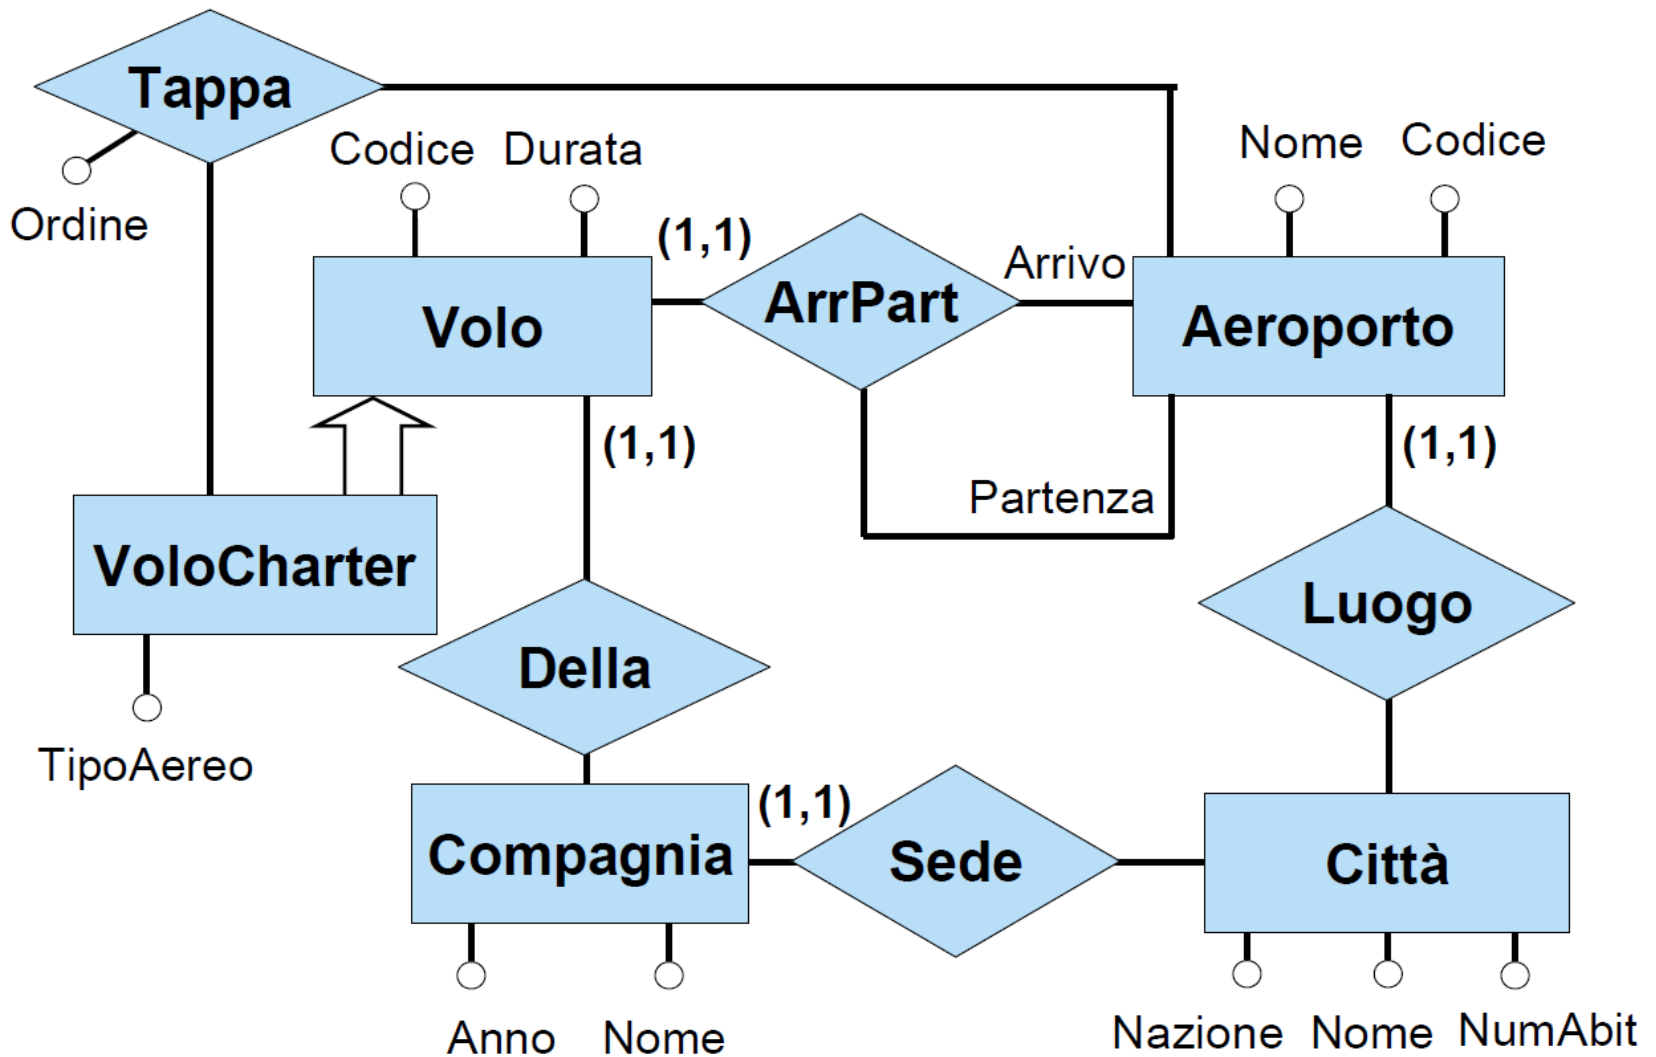 Tappa
Ordine
Codice
Durata
(1,1)
Nome
Codice
Volo
ArrPart
Arrivo
Aeroporto
(1,1)
Partenza
(1,1)
VoloCharter
Luogo
Della
TipoAereo
Compagnia
(1,1)
Sede
Città
Anno
Nome
Nazione
Nome
NumAbit